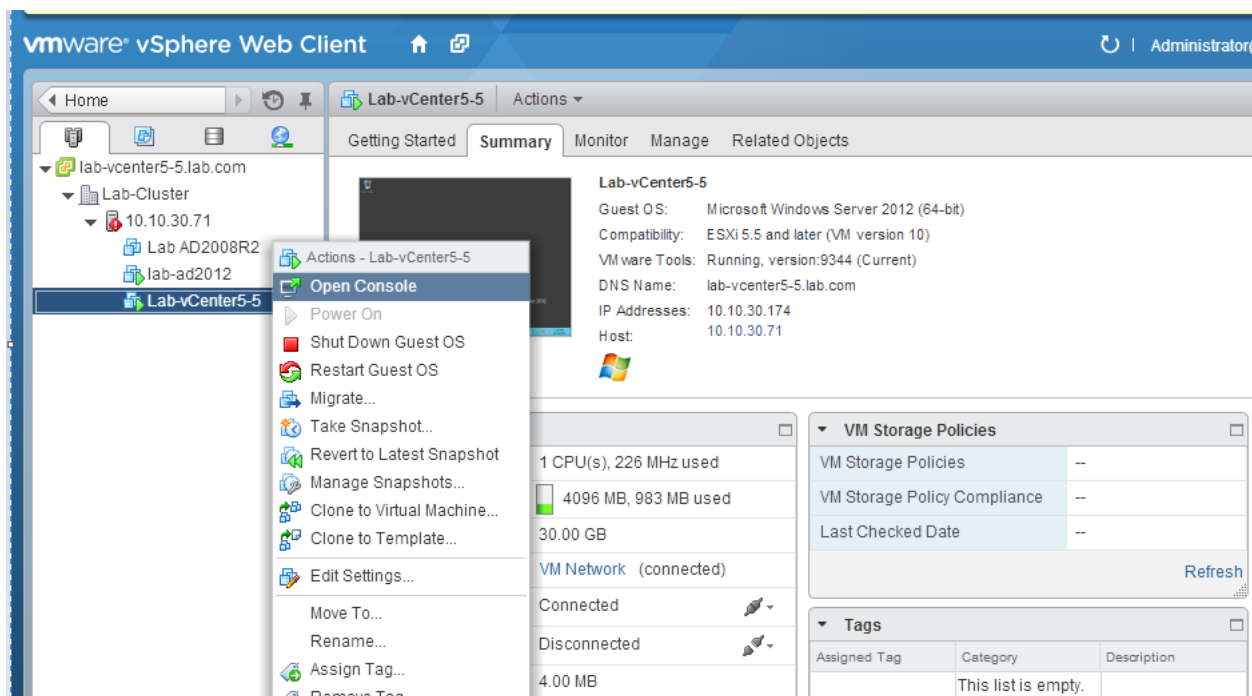 vmware® vSphere Web Client
Administrator@
Home
lab-vcenter5-5.lab.com
Lab-Cluster
10.10.30.71
Lab AD2008R2
lab-ad2012
Lab-vCenter5-5
Actions - Lab-vCenter5-5
Open Console
Power On
Shut Down Guest OS
Restart Guest OS
Migrate...
Take Snapshot...
Revert to Latest Snapshot
Manage Snapshots...
Clone to Virtual Machine...
Clone to Template...
Edit Settings...
Move To...
Rename...
Assign Tag...
Remove Tag
Lab-vCenter5-5 Actions
Getting Started Summary Monitor Manage Related Objects
Lab-vCenter5-5
Guest OS: Microsoft Windows Server 2012 (64-bit)
Compatibility: ESXi 5.5 and later (VM version 10)
VMware Tools: Running, version:9344 (Current)
DNS Name: lab-vcenter5-5.lab.com
IP Addresses: 10.10.30.174
Host: 10.10.30.71
1 CPU(s), 226 MHz used
4096 MB, 983 MB used
30.00 GB
VM Network (connected)
Connected
Disconnected
4.00 MB
VM Storage Policies
VM Storage Policies --
VM Storage Policy Compliance --
Last Checked Date --
Refresh
Tags
Assigned Tag Category Description
This list is empty.